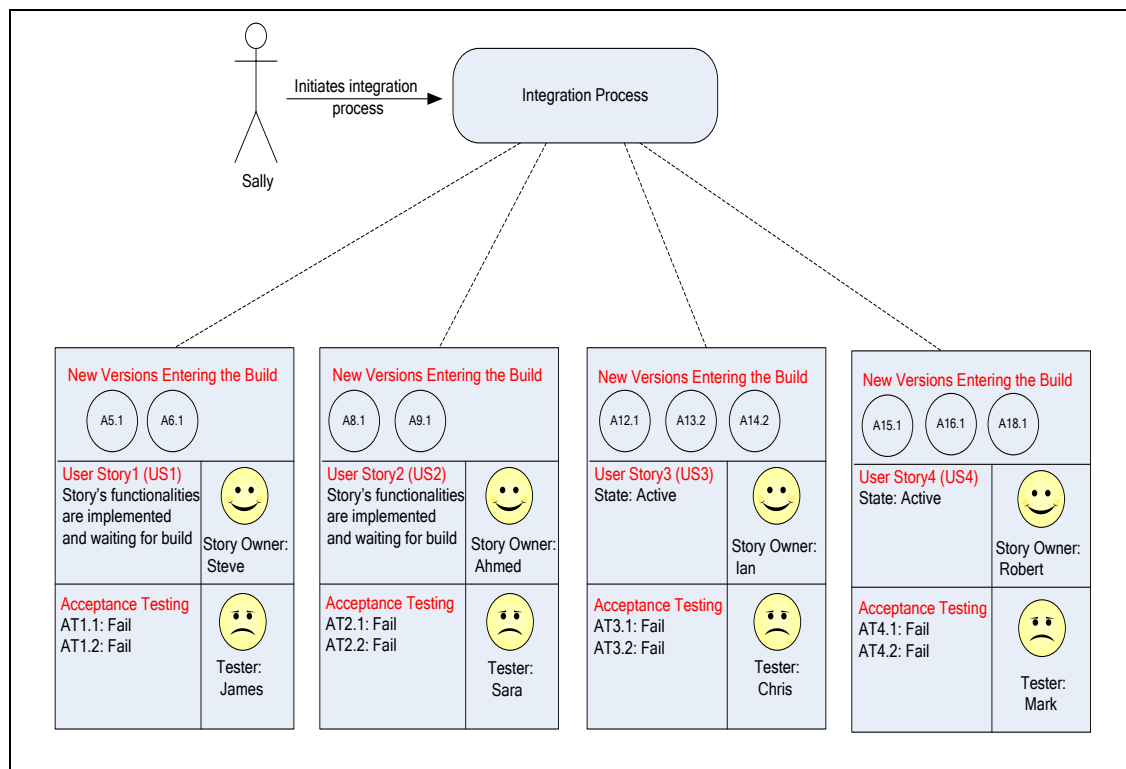 Initiates integration
process
Integration Process
Sally
New Versions Entering the Build
A5.1
A6.1
User Story1 (US1)
Story's functionalities
are implemented
and waiting for build
Story Owner:
Steve
Acceptance Testing
AT1.1: Fail
AT1.2: Fail
Tester:
James
New Versions Entering the Build
A8.1
A9.1
User Story2 (US2)
Story's functionalities
are implemented
and waiting for build
Story Owner:
Ahmed
Acceptance Testing
AT2.1: Fail
AT2.2: Fail
Tester:
Sara
New Versions Entering the Build
A12.1
A13.2
A14.2
User Story3 (US3)
State: Active
Story Owner:
Ian
Acceptance Testing
AT3.1: Fail
AT3.2: Fail
Tester:
Chris
New Versions Entering the Build
A15.1
A16.1
A18.1
User Story4 (US4)
State: Active
Story Owner:
Robert
Acceptance Testing
AT4.1: Fail
AT4.2: Fail
Tester:
Mark